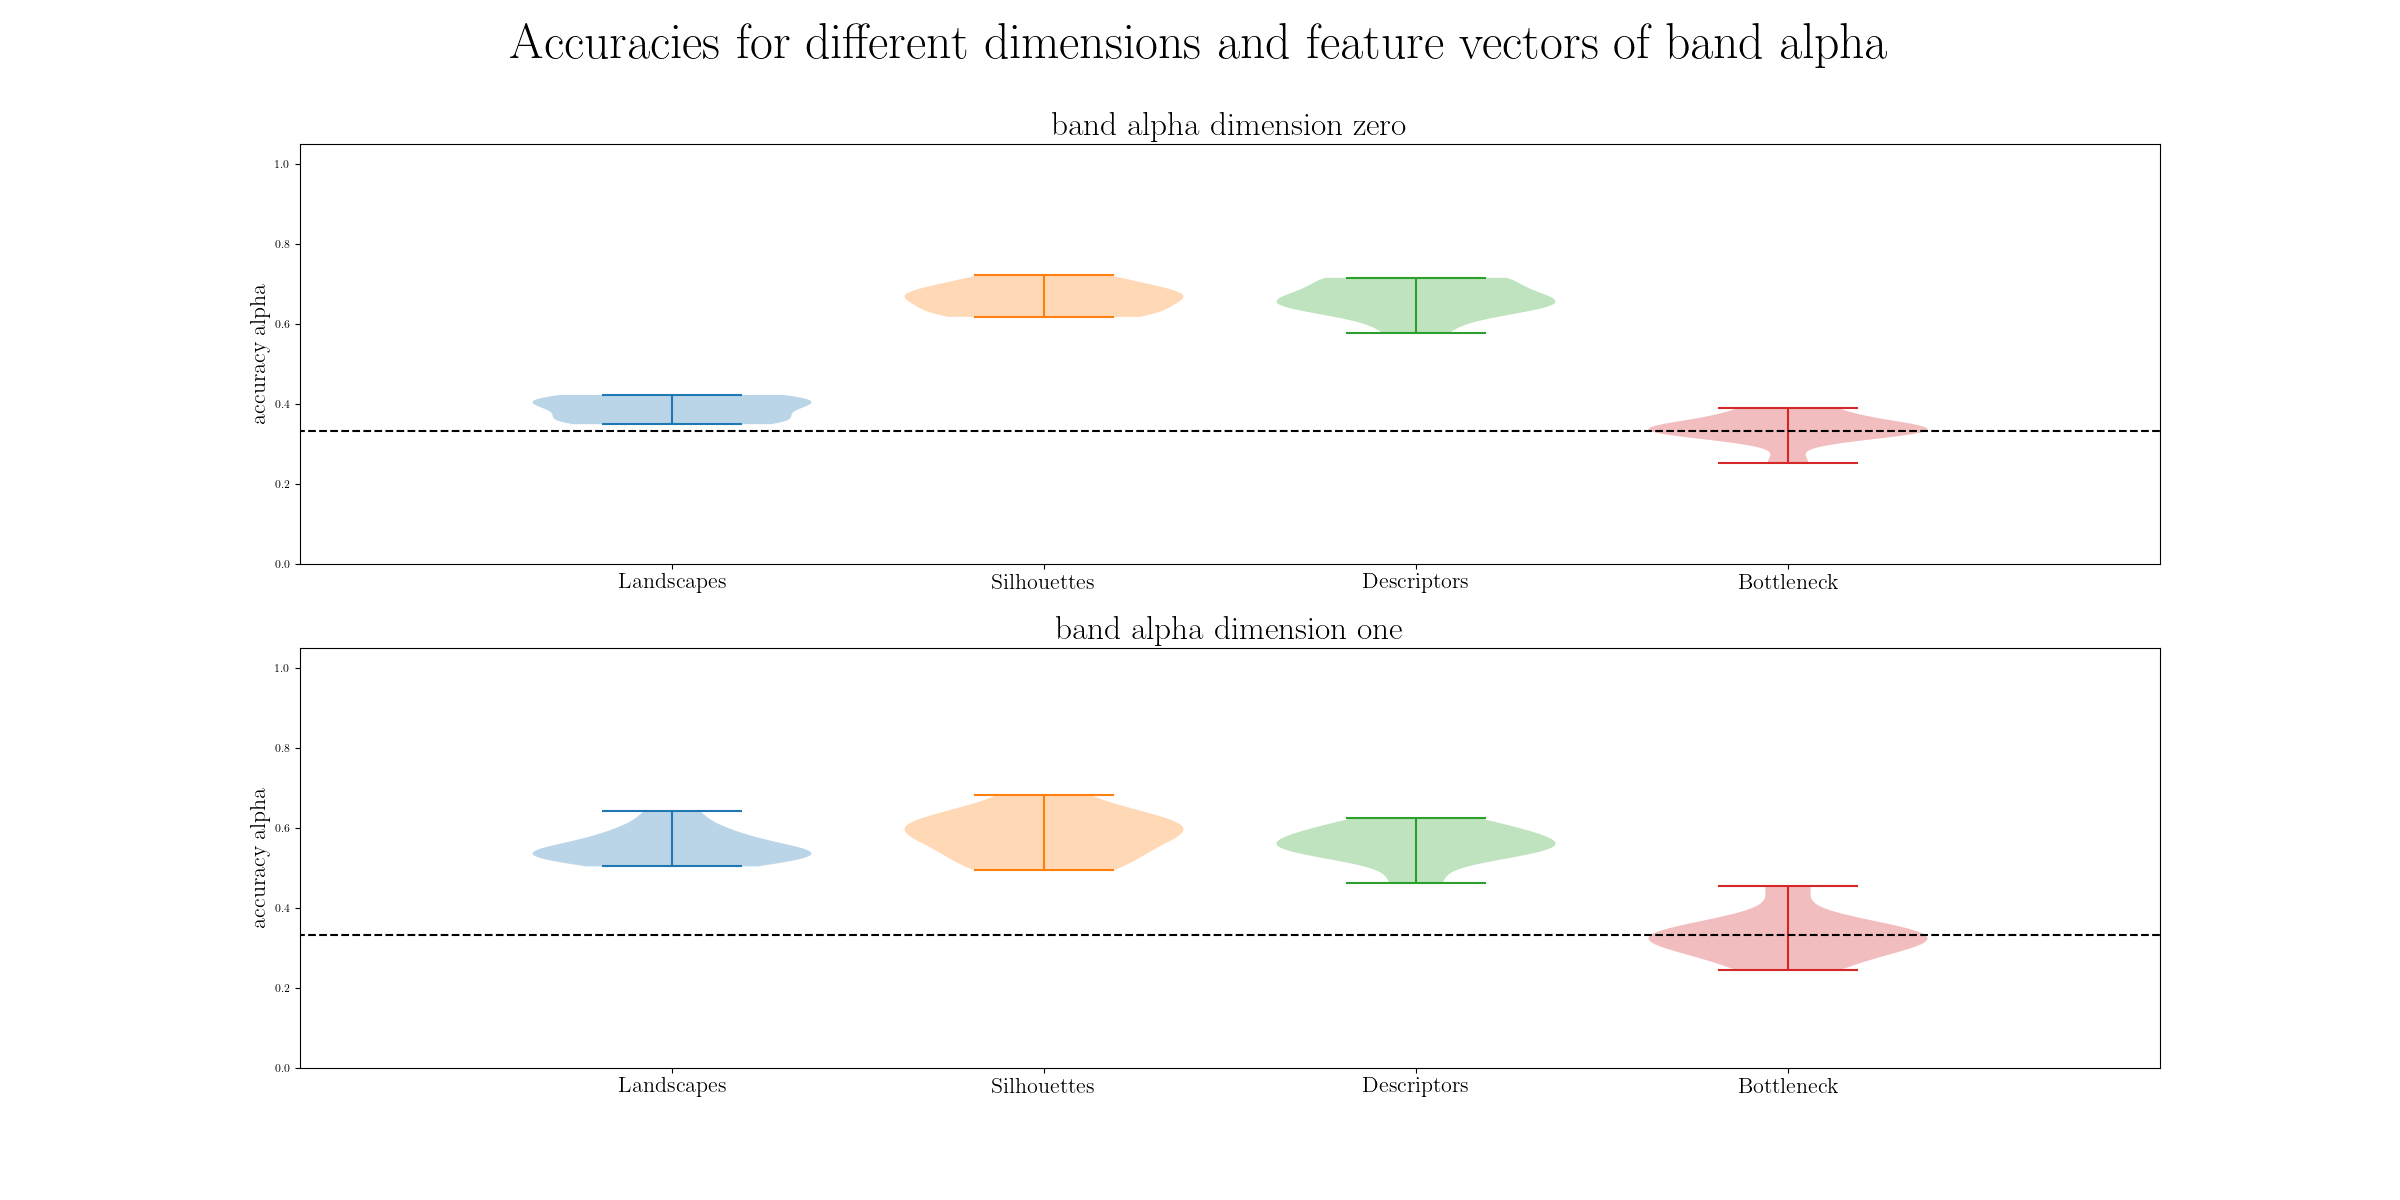 Accuracies for different dimensions and feature vectors of band alpha
band alpha dimension zero
1.0
0.8
0.6
0.4
0.2
0.0
accuracy alpha
Landscapes Silhouettes Descriptors Bottleneck
band alpha dimension one
1.0
0.8
0.6
0.4
0.2
0.0
accuracy alpha
Landscapes Silhouettes Descriptors Bottleneck